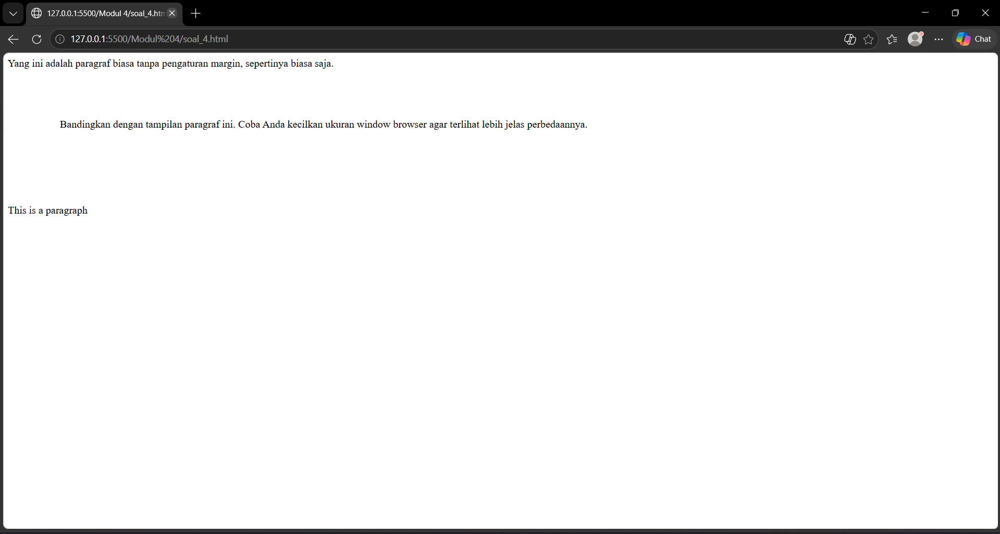 127.0.0.1:5500/Modul 4/soal_4.htm
127.0.0.1:5500/Modul%204/soal_4.html
Chat
Yang ini adalah paragraf biasa tanpa pengaturan margin, sepertinya biasa saja.
Bandingkan dengan tampilan paragraf ini. Coba Anda kecilkan ukuran window browser agar terlihat lebih jelas perbedaannya.
This is a paragraph